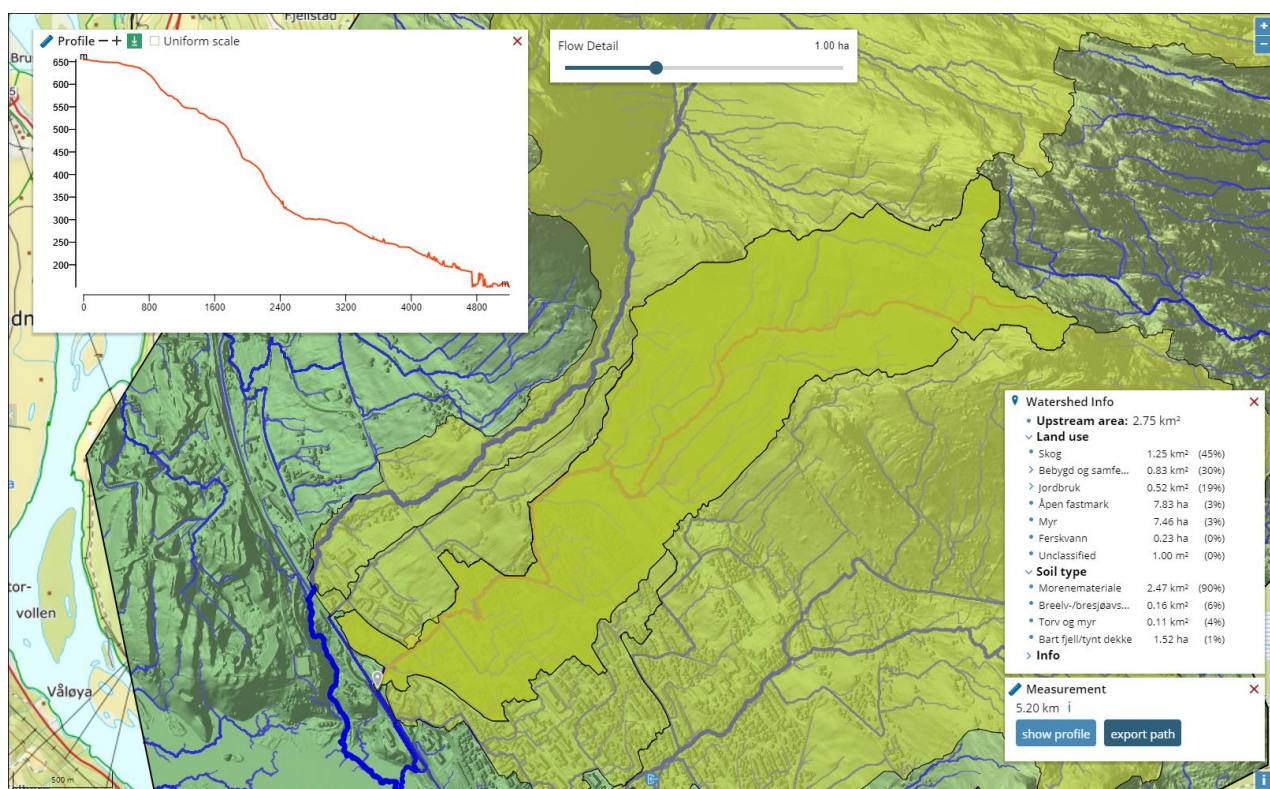 Fjellstad
Profile
Uniform scale
m
650
600
550
500
450
400
350
300
250
200
m
0
800
1600
2400
3200
4000
4800
Flow Detail
1.00 ha
+
−
Watershed Info
Upstream area: 2.75 km²
Land use
Skog 1.25 km² (45%)
Bebygd og samfe... 0.83 km² (30%)
Jordbruk 0.52 km² (19%)
Åpen fastmark 7.83 ha (3%)
Myr 7.46 ha (3%)
Ferskvann 0.23 ha (0%)
Unclassified 1.00 m² (0%)
Soil type
Morenemateriale 2.47 km² (90%)
Breelv-/bresjøavs... 0.16 km² (6%)
Torv og myr 0.11 km² (4%)
Bart fjell/tynt dekke 1.52 ha (1%)
Info
Measurement
5.20 km i
show profile export path
i
Bru
dn
tor-
vollen
Våløya
500 m